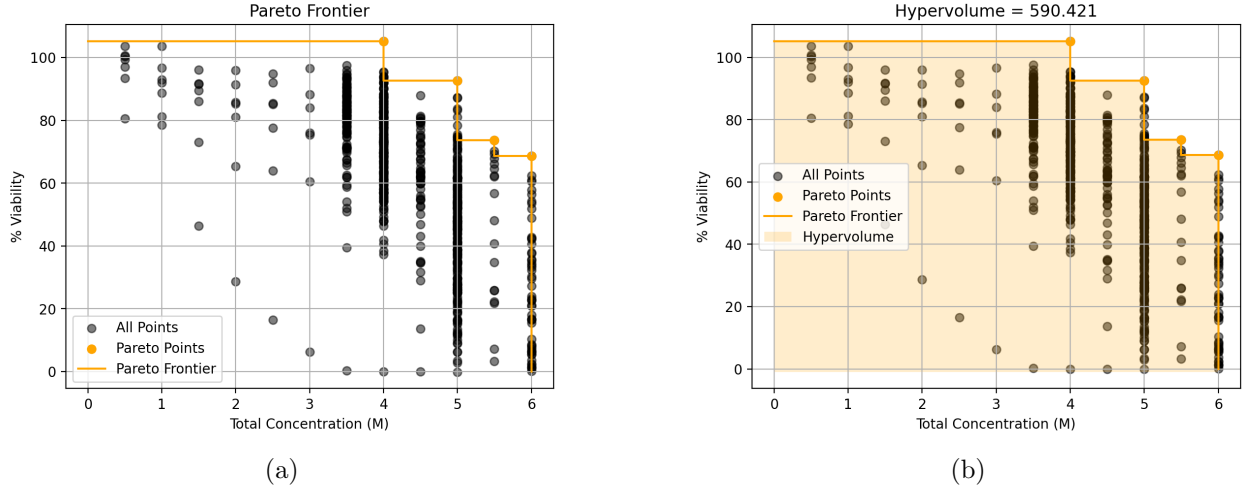 Pareto Frontier
100
80
60
40
20
0
% Viability
All Points
Pareto Points
Pareto Frontier
0 1 2 3 4 5 6
Total Concentration (M)
(a)
Hypervolume = 590.421
100
80
60
40
20
0
% Viability
All Points
Pareto Points
Pareto Frontier
Hypervolume
0 1 2 3 4 5 6
Total Concentration (M)
(b)